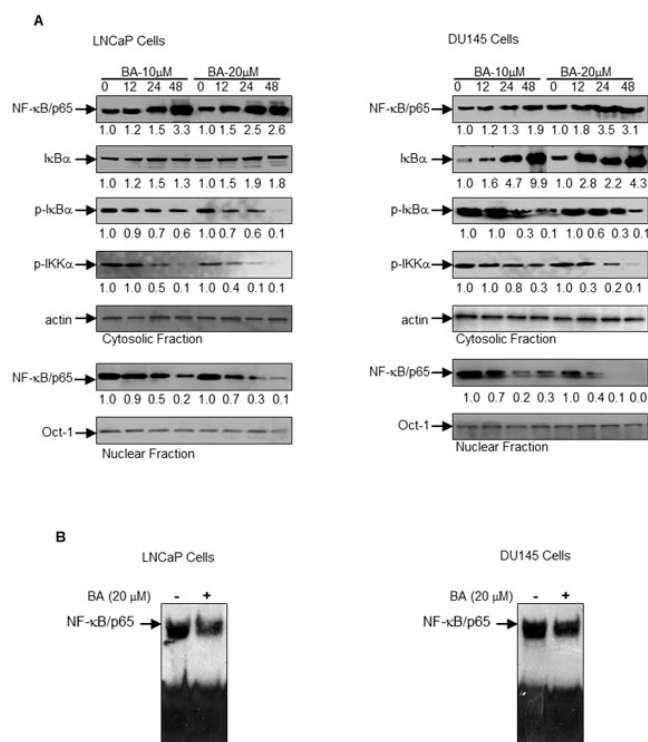 A
LNCaP Cells
BA-10μM BA-20μM
0 12 24 48 0 12 24 48
NF-κB/p65
1.0 1.2 1.5 3.3 1.0 1.5 2.5 2.6
IκBα
1.0 1.2 1.5 1.3 1.0 1.5 1.9 1.8
p-IκBα
1.0 0.9 0.7 0.6 1.0 0.7 0.6 0.1
p-IKKα
1.0 1.0 0.5 0.1 1.0 0.4 0.1 0.1
actin
Cytosolic Fraction
NF-κB/p65
1.0 0.9 0.5 0.2 1.0 0.7 0.3 0.1
Oct-1
Nuclear Fraction
DU145 Cells
BA-10μM BA-20μM
0 12 24 48 0 12 24 48
NF-κB/p65
1.0 1.2 1.3 1.9 1.0 1.8 3.5 3.1
IκBα
1.0 1.6 4.7 9.9 1.0 2.8 2.2 4.3
p-IκBα
1.0 1.0 0.3 0.1 1.0 0.6 0.3 0.1
p-IKKα
1.0 1.0 0.8 0.3 1.0 0.3 0.2 0.1
actin
Cytosolic Fraction
NF-κB/p65
1.0 0.7 0.2 0.3 1.0 0.4 0.1 0.0
Oct-1
Nuclear Fraction
B
LNCaP Cells
BA (20 μM) - +
NF-κB/p65
DU145 Cells
BA (20 μM) - +
NF-κB/p65